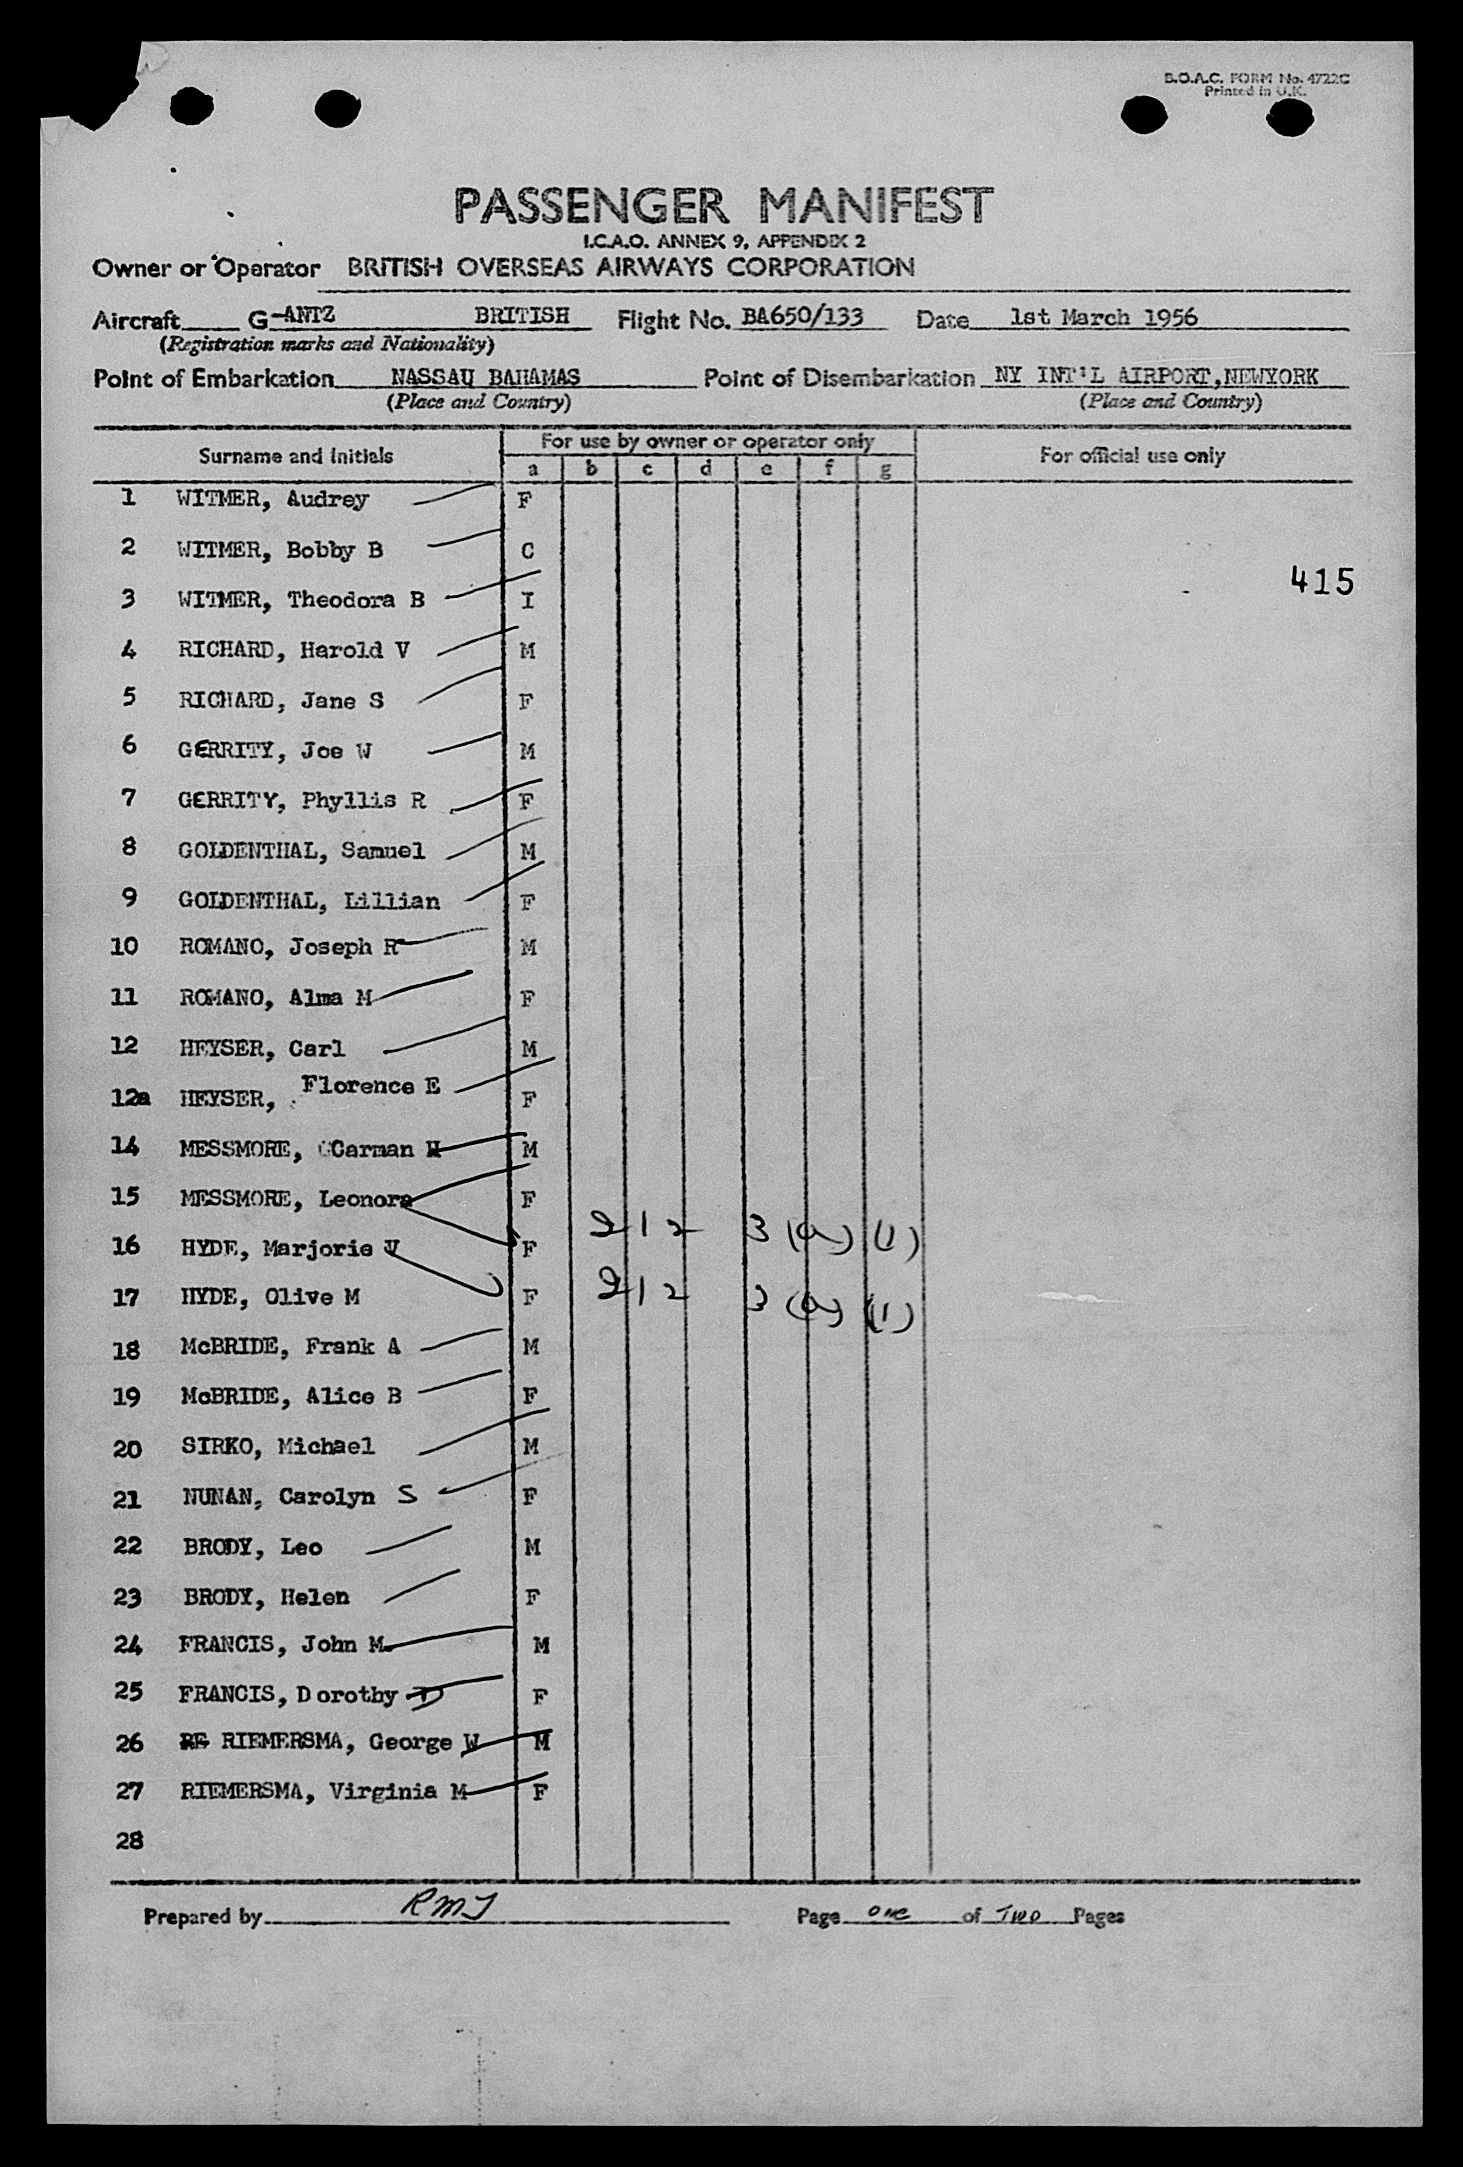 B.O.A.C. FORM No. 4722C
Printed in U.K.
PASSENGER MANIFEST
I.C.A.O. ANNEX 9, APPENDIX 2
Owner or Operator BRITISH OVERSEAS AIRWAYS CORPORATION
Aircraft G-ANTZ BRITISH Flight No. BA650/133 Date 1st March 1956
(Registration marks and Nationality)
Point of Embarkation NASSAU BAHAMAS Point of Disembarkation NY INT'L AIRPORT,NEWYORK
(Place and Country) (Place and Country)
Surname and Initials For use by owner or operator only For official use only
a b c d e f g
1 WITMER, Audrey F
2 WITMER, Bobby B C
415
3 WITMER, Theodora B I
4 RICHARD, Harold V M
5 RICHARD, Jane S F
6 GERRITY, Joe W M
7 GERRITY, Phyllis R F
8 GOLDENTHAL, Samuel M
9 GOLDENTHAL, Lillian F
10 ROMANO, Joseph R M
11 ROMANO, Alma M F
12 HEYSER, Carl M
12a HEYSER, Florence E F
14 MESSMORE, Carman H M
15 MESSMORE, Leonora F
16 HYDE, Marjorie V F 212 3 (a) (1)
17 HYDE, Olive M F 212 3 (a) (1)
18 McBRIDE, Frank A M
19 McBRIDE, Alice B F
20 SIRKO, Michael M
21 NUNAN, Carolyn S F
22 BRODY, Leo M
23 BRODY, Helen F
24 FRANCIS, John M. M
25 FRANCIS, Dorothy D F
26 RIEMERSMA, George W M
27 RIEMERSMA, Virginia M F
28
Prepared by RMJ Page one of TWO Pages